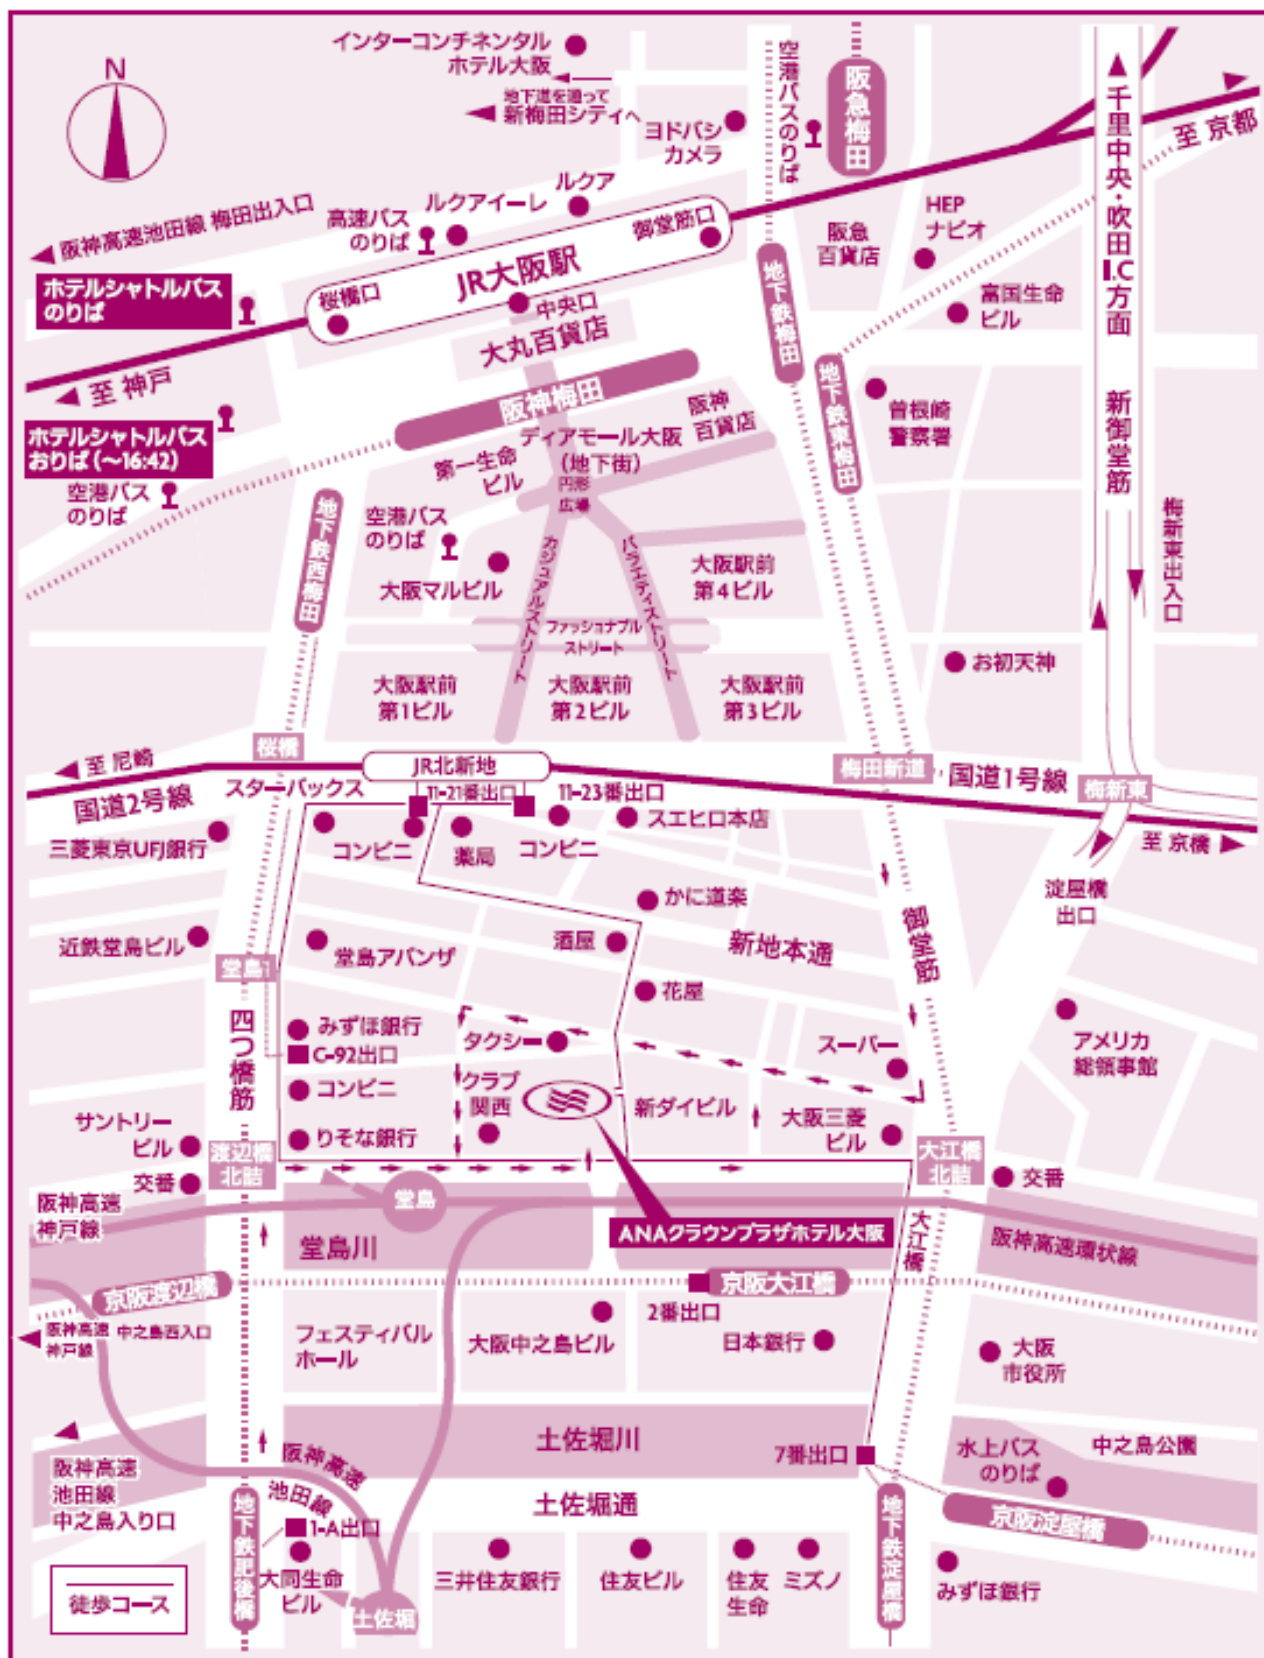 N
インターコンチネンタル
ホテル大阪
地下道を通って
新梅田シティへ
ヨドバシ
カメラ
空港バスのりば
阪急梅田
千里中央・吹田I.C方面
至 京都
阪神高速池田線 梅田出入口
高速バス
のりば
ルクアイーレ
ルクア
御堂筋口
JR大阪駅
桜橋口
中央口
ホテルシャトルバス
のりば
大丸百貨店
阪急
百貨店
HEP
ナビオ
富国生命
ビル
地下鉄梅田
地下鉄東梅田
至 神戸
阪神梅田
ホテルシャトルバス
おりば（～16:42）
空港バス
のりば
ディアモール大阪
（地下街）
阪神
百貨店
第一生命
ビル
円形
広場
曽根崎
警察署
新御堂筋
梅新東出入口
地下鉄西梅田
空港バス
のりば
大阪マルビル
カジュアルストリート
バラエティストリート
ファッショナブル
ストリート
大阪駅前
第4ビル
大阪駅前
第1ビル
大阪駅前
第2ビル
大阪駅前
第3ビル
お初天神
桜橋
至 尼崎
国道2号線
JR北新地
梅田新道
国道1号線
梅新東
至 京橋
スターバックス
11-21番出口
11-23番出口
コンビニ
薬局
コンビニ
スエヒロ本店
三菱東京UFJ銀行
かに道楽
淀屋橋
出口
御堂筋
近鉄堂島ビル
堂島アバンザ
酒屋
新地本通
堂島1
花屋
四つ橋筋
みずほ銀行
C-92出口
コンビニ
りそな銀行
タクシー
クラブ
関西
新ダイビル
スーパー
大阪三菱
ビル
アメリカ
総領事館
サントリー
ビル
交番
渡辺橋
北詰
大江橋
北詰
交番
阪神高速
神戸線
堂島
堂島川
ANAクラウンプラザホテル大阪
大江橋
阪神高速環状線
京阪渡辺橋
京阪大江橋
2番出口
阪神高速
神戸線
中之島西入口
フェスティバル
ホール
大阪中之島ビル
日本銀行
大阪
市役所
阪神高速
池田線
中之島入り口
阪神高速
池田線
土佐堀川
7番出口
水上バス
のりば
中之島公園
土佐堀通
地下鉄肥後橋
1-A出口
地下鉄淀屋橋
京阪淀屋橋
徒歩コース
大同生命
ビル
土佐堀
三井住友銀行
住友ビル
住友
生命
ミズノ
みずほ銀行